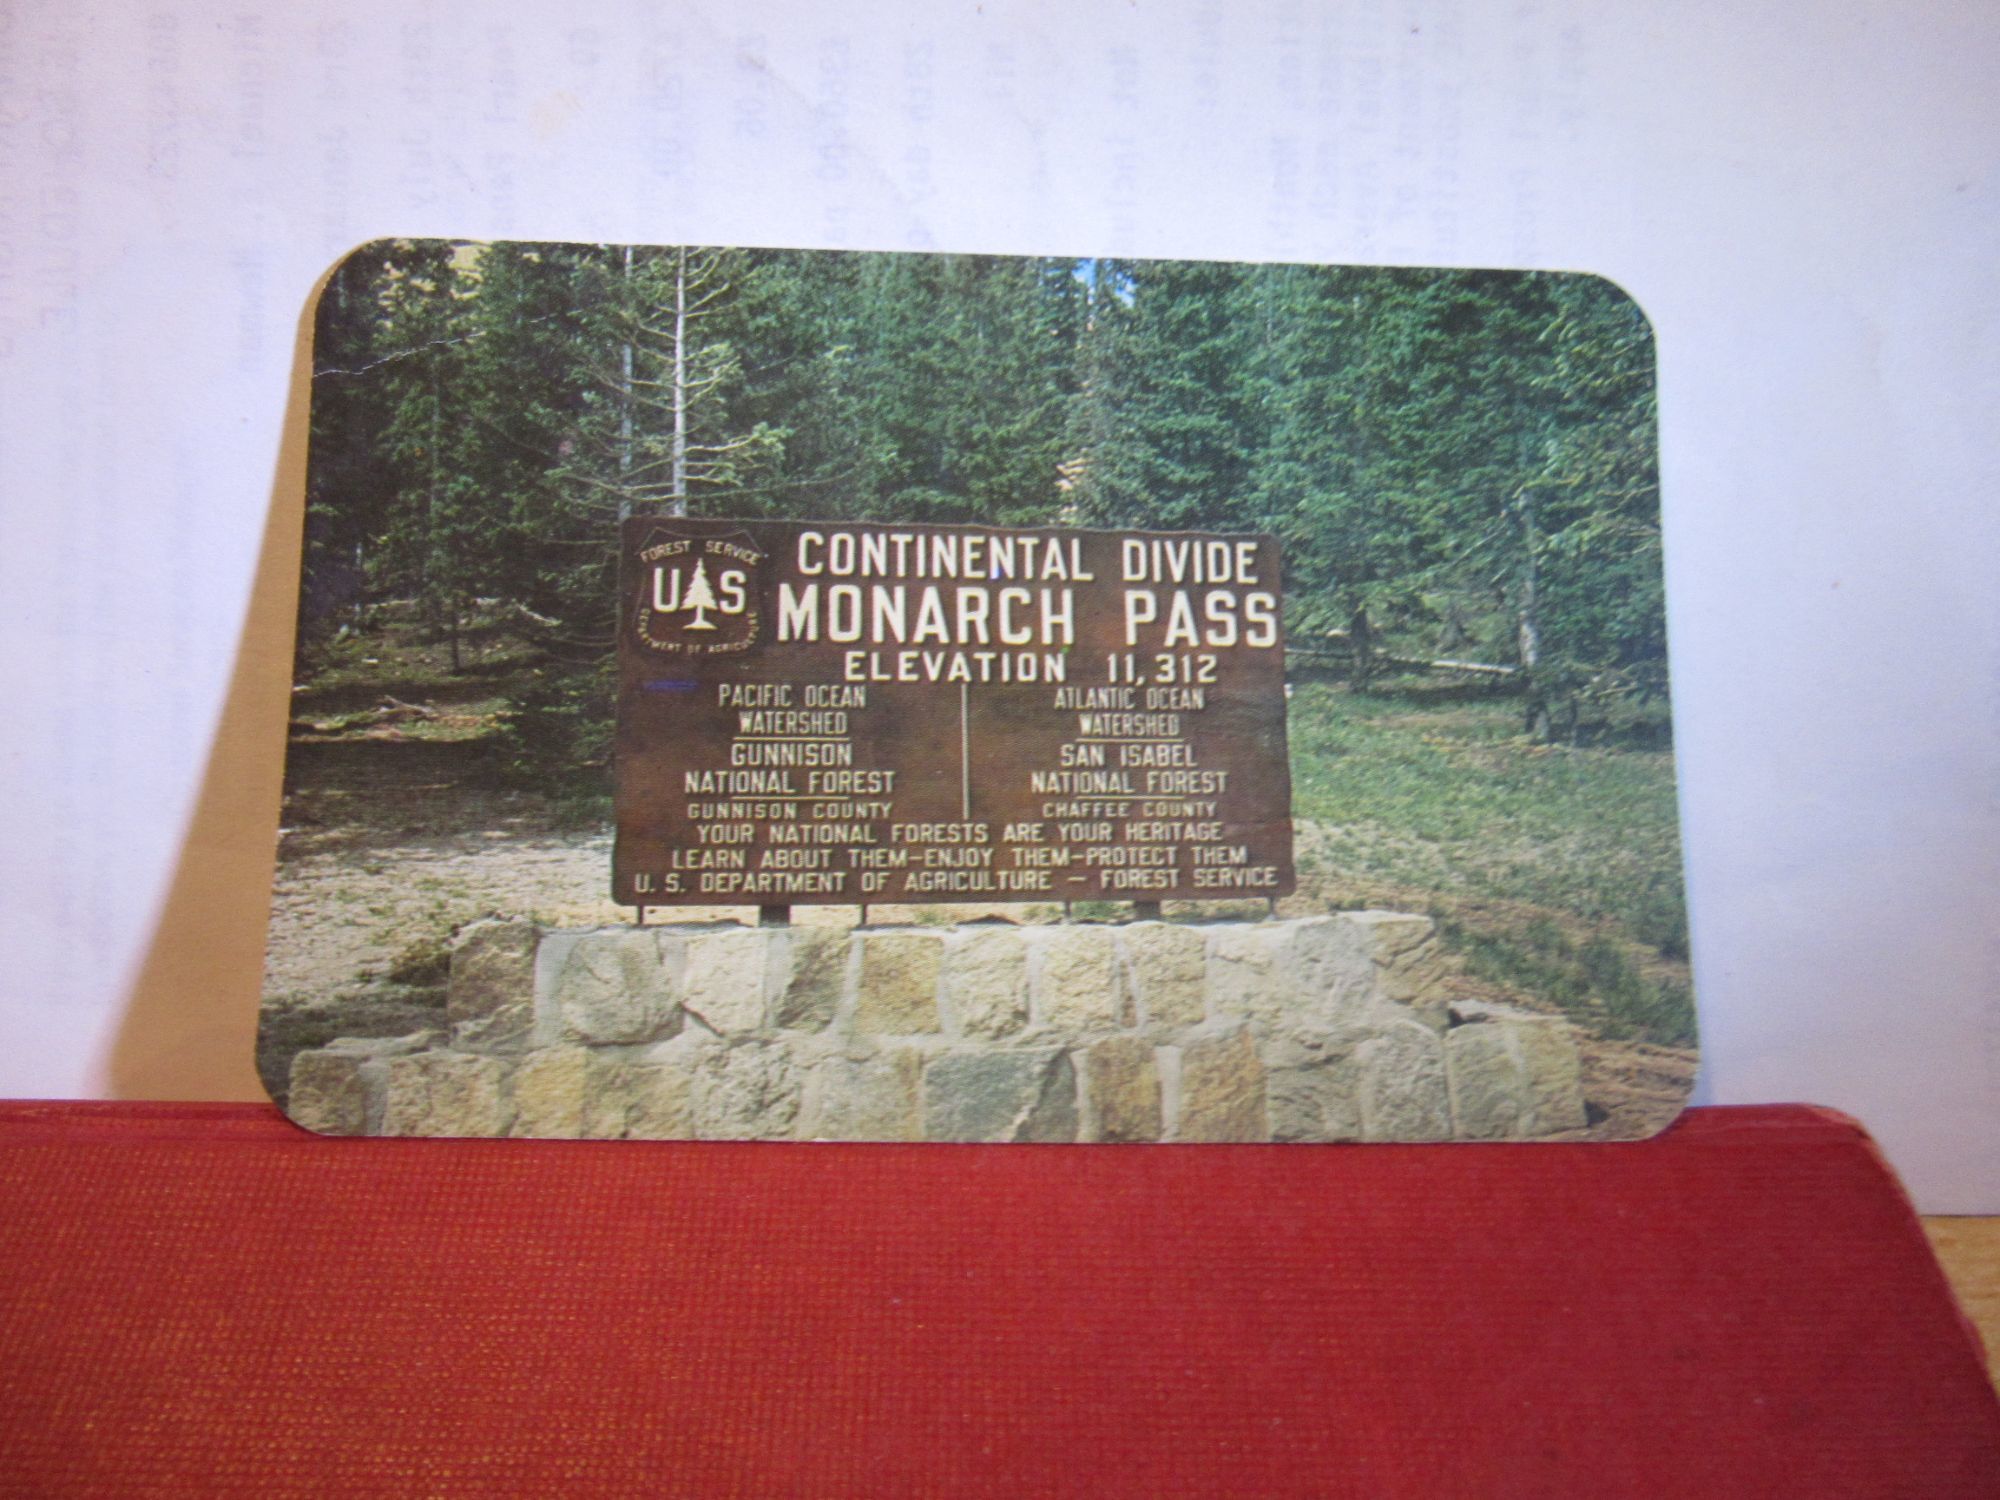 FOREST SERVICE
U S
DEPARTMENT OF AGRICULTURE
CONTINENTAL DIVIDE
MONARCH PASS
ELEVATION 11,312
PACIFIC OCEAN
WATERSHED
GUNNISON
NATIONAL FOREST
GUNNISON COUNTY
ATLANTIC OCEAN
WATERSHED
SAN ISABEL
NATIONAL FOREST
CHAFFEE COUNTY
YOUR NATIONAL FORESTS ARE YOUR HERITAGE
LEARN ABOUT THEM-ENJOY THEM-PROTECT THEM
U. S. DEPARTMENT OF AGRICULTURE — FOREST SERVICE